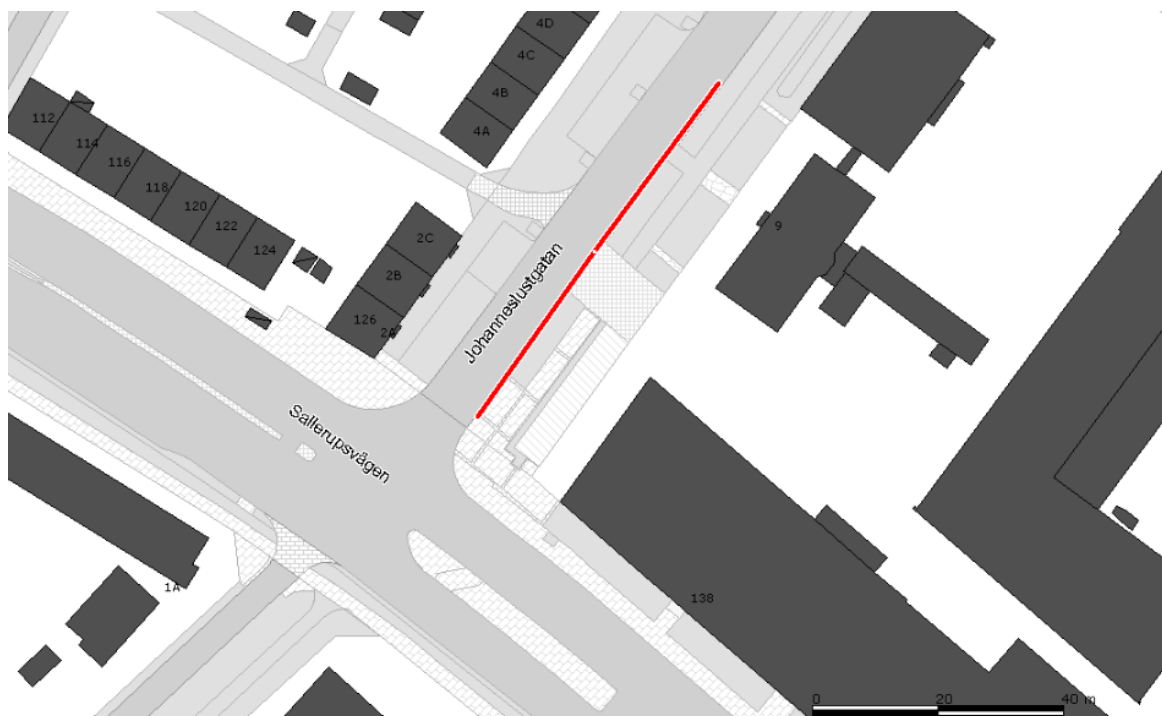 4D
4C
4B
4A
112
114
116
118
120
122
124
2C
2B
126
2A
9
Johanneslustgatan
Sallerupsvägen
1A
138
0 20 40 m